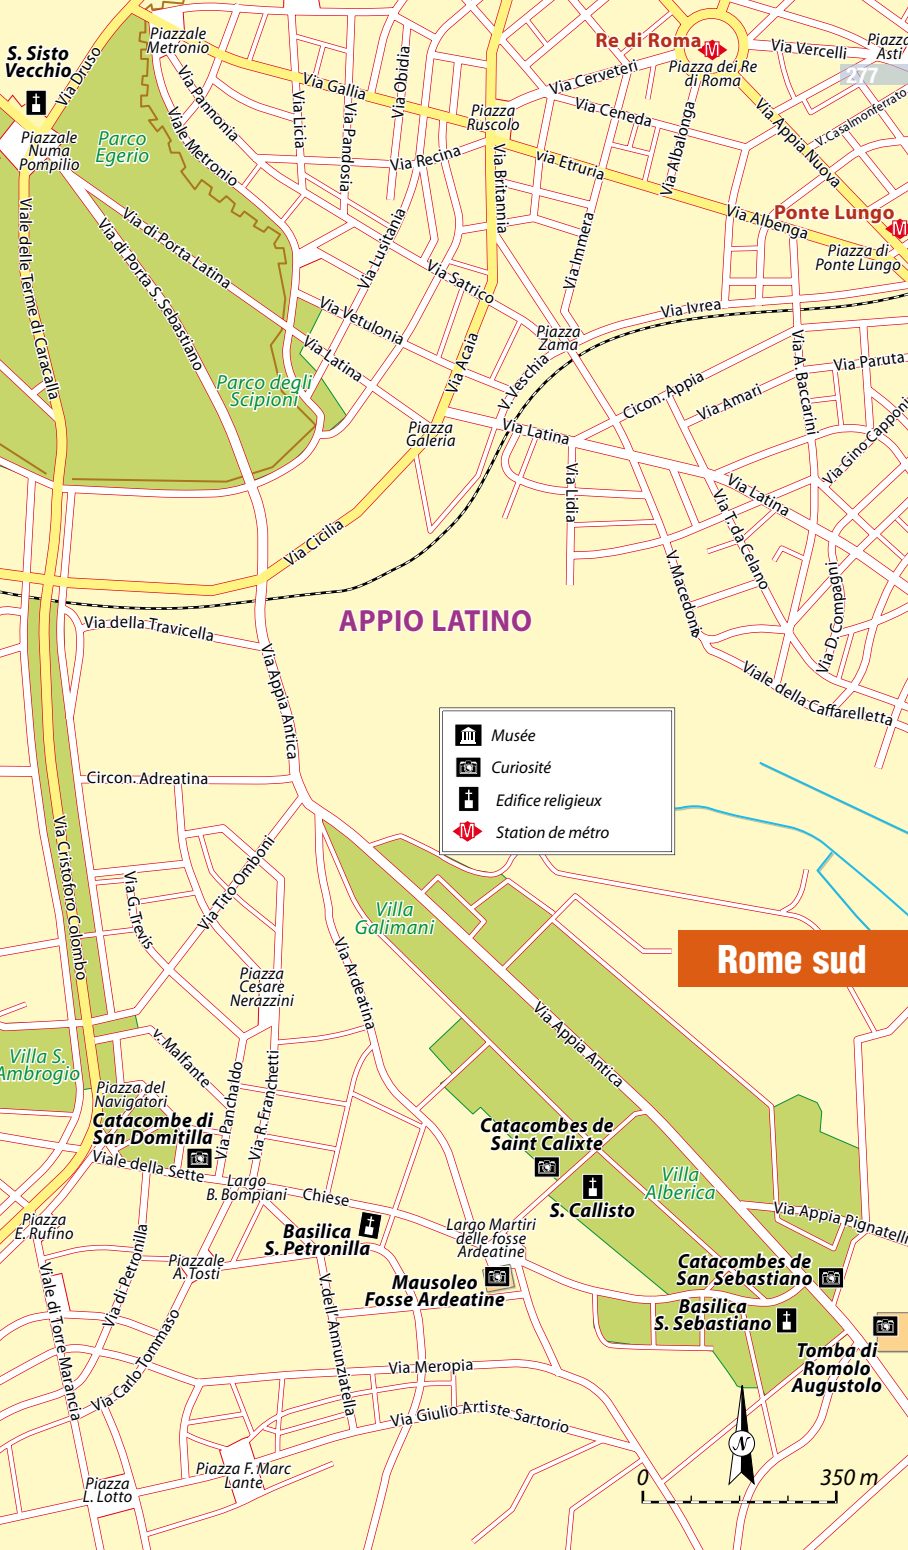 S. Sisto
Vecchio
Via Druso
Piazzale
Metronio
Re di Roma
M
Piazza dei Re
di Roma
Via Vercelli
Piazza
Asti
277
Via Gallia
Via Obidia
Via Cerveteri
Via Ceneda
V. Casalmonferrato
Via Pannonia
Viale Metronio
Via Licia
Via Pandosia
Piazza
Ruscolo
Via Appia Nuova
Via Albalonga
Piazzale
Numa
Pompilio
Parco
Egerio
Via Recina
Via Britannia
via Etruria
Via Albenga
Ponte Lungo
M
Piazza di
Ponte Lungo
Viale delle Terme di Caracalla
Via di Porta Latina
Via di Porta S. Sebastiano
Via Lusitania
Via Satrico
Via Immera
Via Vetulonia
Via Latina
Via Acaia
Piazza
Zama
Via Ivrea
V. Veschia
Via A. Baccarini
Via Paruta
Parco degli
Scipioni
Cicon. Appia
Via Amari
Piazza
Galeria
Via Latina
Via Gino Capponi
Via Lidia
Via Latina
Via T. da Celano
Via Cicilia
V. Macedonia
Via D. Comudagni
APPIO LATINO
Via della Travicella
Via Appia Antica
Viale della Caffarelletta
Musée
Curiosité
Edifice religieux
M
Station de métro
Circon. Adreatina
Via Cristoforo Colombo
Via Tito Omboni
Via G. Trevis
Villa
Galimani
Rome sud
Via Ardeatina
Piazza
Cesare
Nerazzini
Via Appia Antica
v. Malfante
Villa S.
Ambrogio
Via Panchaldo
Via R. Franchetti
Piazza del
Navigatori
Catacombe di
San Domitilla
Viale della Sette
Chiese
Catacombes de
Saint Calixte
Villa
Alberica
S. Callisto
Largo
B. Bompiani
Via Appia Pignatelli
Piazza
E. Rufino
Basilica
S. Petronilla
Largo Martiri
delle fosse
Ardeatine
Via di Petronilla
Piazzale
A. Tosti
Catacombes de
San Sebastiano
Mausoleo
Fosse Ardeatine
Basilica
S. Sebastiano
Viale di Torre Marancia
V. dell' Annunziatella
Via Carlo Tommaso
Tomba di
Romolo
Augustolo
Via Meropia
Via Giulio Artiste Sartorio
N
Piazza F. Marc
Lante
Piazza
L. Lotto
0
350 m